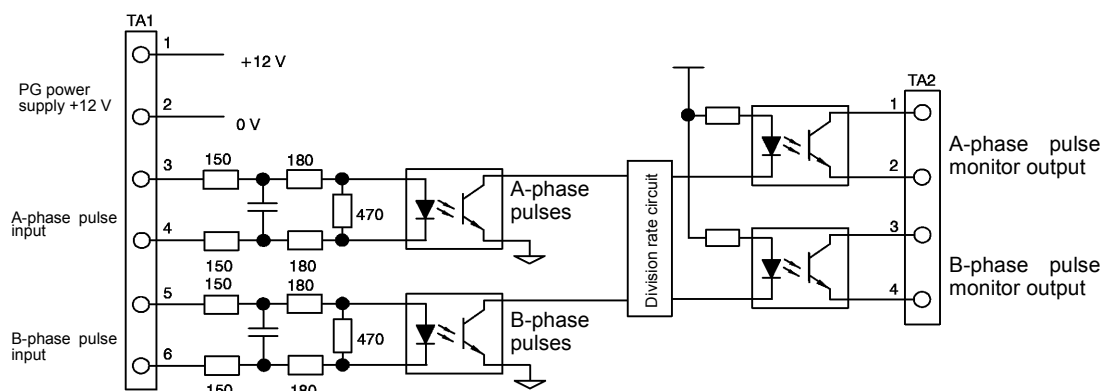 TA1
1
+12 V
PG power
supply +12 V
2
0 V
3
150
180
A-phase pulse
input
470
4
150
180
A-phase
pulses
5
150
180
B-phase pulse
input
470
6
150
180
B-phase
pulses
Division rate circuit
TA2
1
A-phase pulse
monitor output
2
3
B-phase pulse
monitor output
4